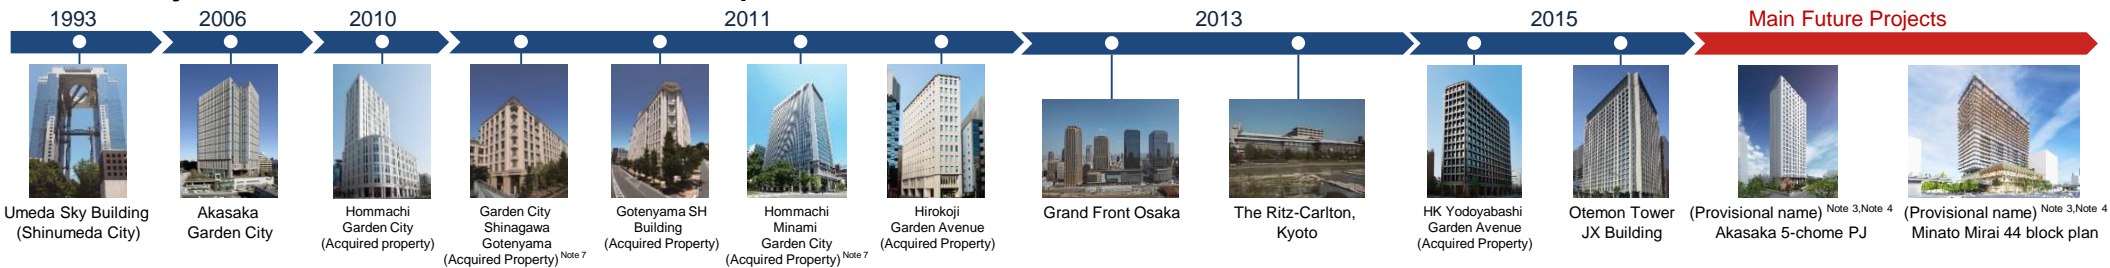 1993
2006
2010
2011
2013
2015
Main Future Projects
Umeda Sky Building
(Shinumeda City)
Akasaka
Garden City
Hommachi
Garden City
(Acquired property)
Garden City
Shinagawa
Gotenyama
(Acquired Property) Note 7
Gotenyama SH
Building
(Acquired Property)
Hommachi
Minami
Garden City
(Acquired Property) Note 7
Hirokoji
Garden Avenue
(Acquired Property)
Grand Front Osaka
The Ritz-Carlton,
Kyoto
HK Yodoyabashi
Garden Avenue
(Acquired Property)
Otemon Tower
JX Building
(Provisional name) Note 3,Note 4
Akasaka 5-chome PJ
(Provisional name) Note 3,Note 4
Minato Mirai 44 block plan